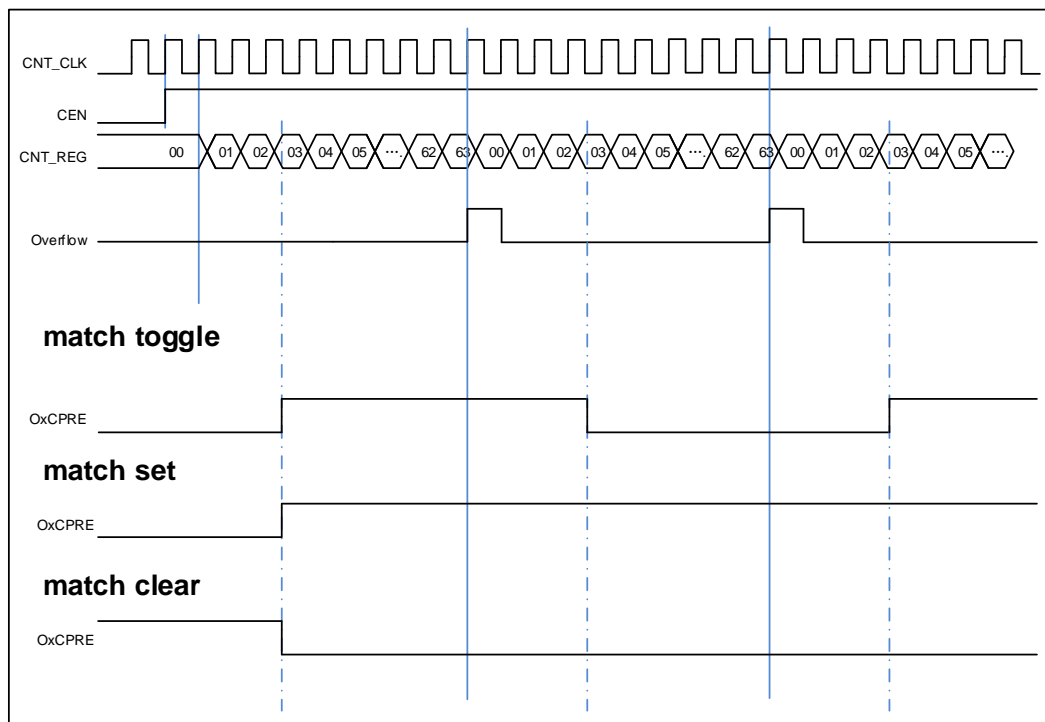 CNT_CLK
CEN
CNT_REG 00 01 02 03 04 05 ···. 62 63 00 01 02 03 04 05 ···. 62 63 00 01 02 03 04 05 ···.
Overflow
match toggle
OxCPRE
match set
OxCPRE
match clear
OxCPRE